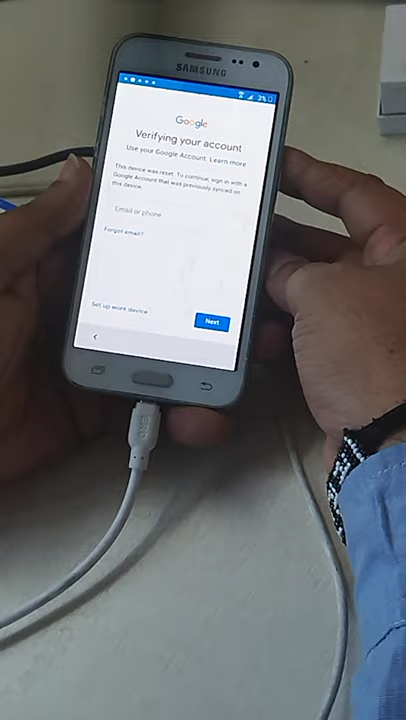 SAMSUNG
3%
Google
Verifying your account
Use your Google Account. Learn more
This device was reset. To continue, sign in with a
Google Account that was previously synced on
this device.
Email or phone
Forgot email?
Set up work device
Next